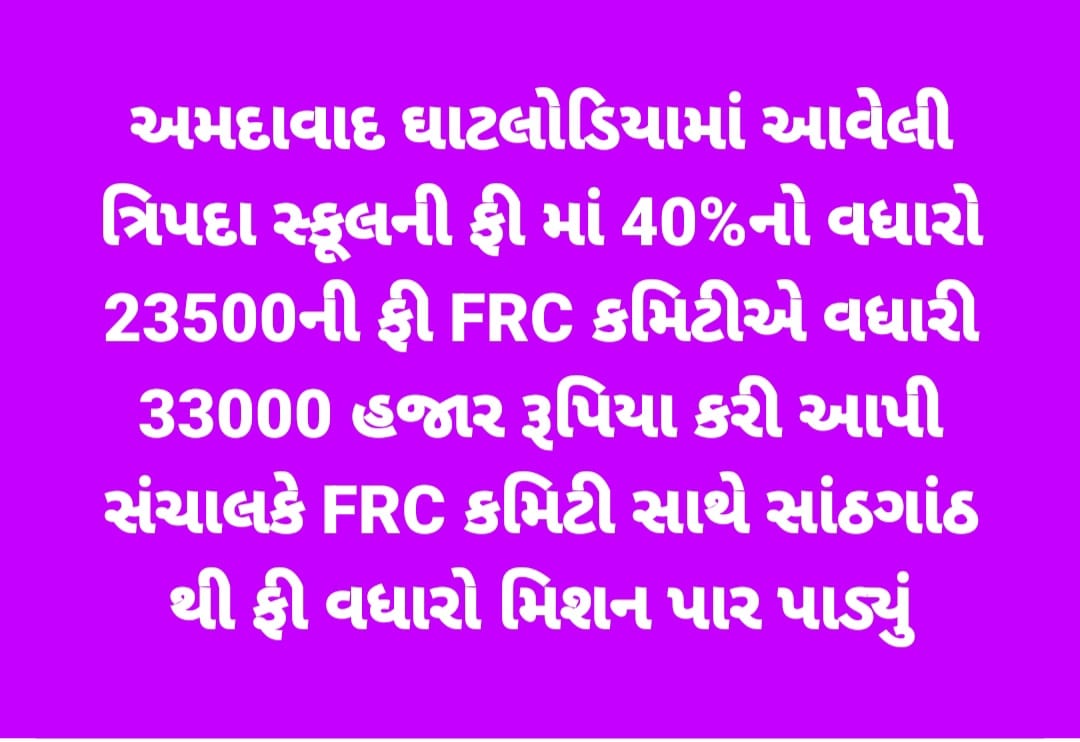 અમદાવાદ ઘાટલોડિયામાં આવેલી
ત્રિપદા સ્કૂલની ફી માં 40%નો વધારો
23500ની ફી FRC કમિટીએ વધારી
33000 હજાર રૂપિયા કરી આપી
સંચાલકે FRC કમિટી સાથે સાંઠગાંઠ
થી ફી વધારો મિશન પાર પાડ્યું